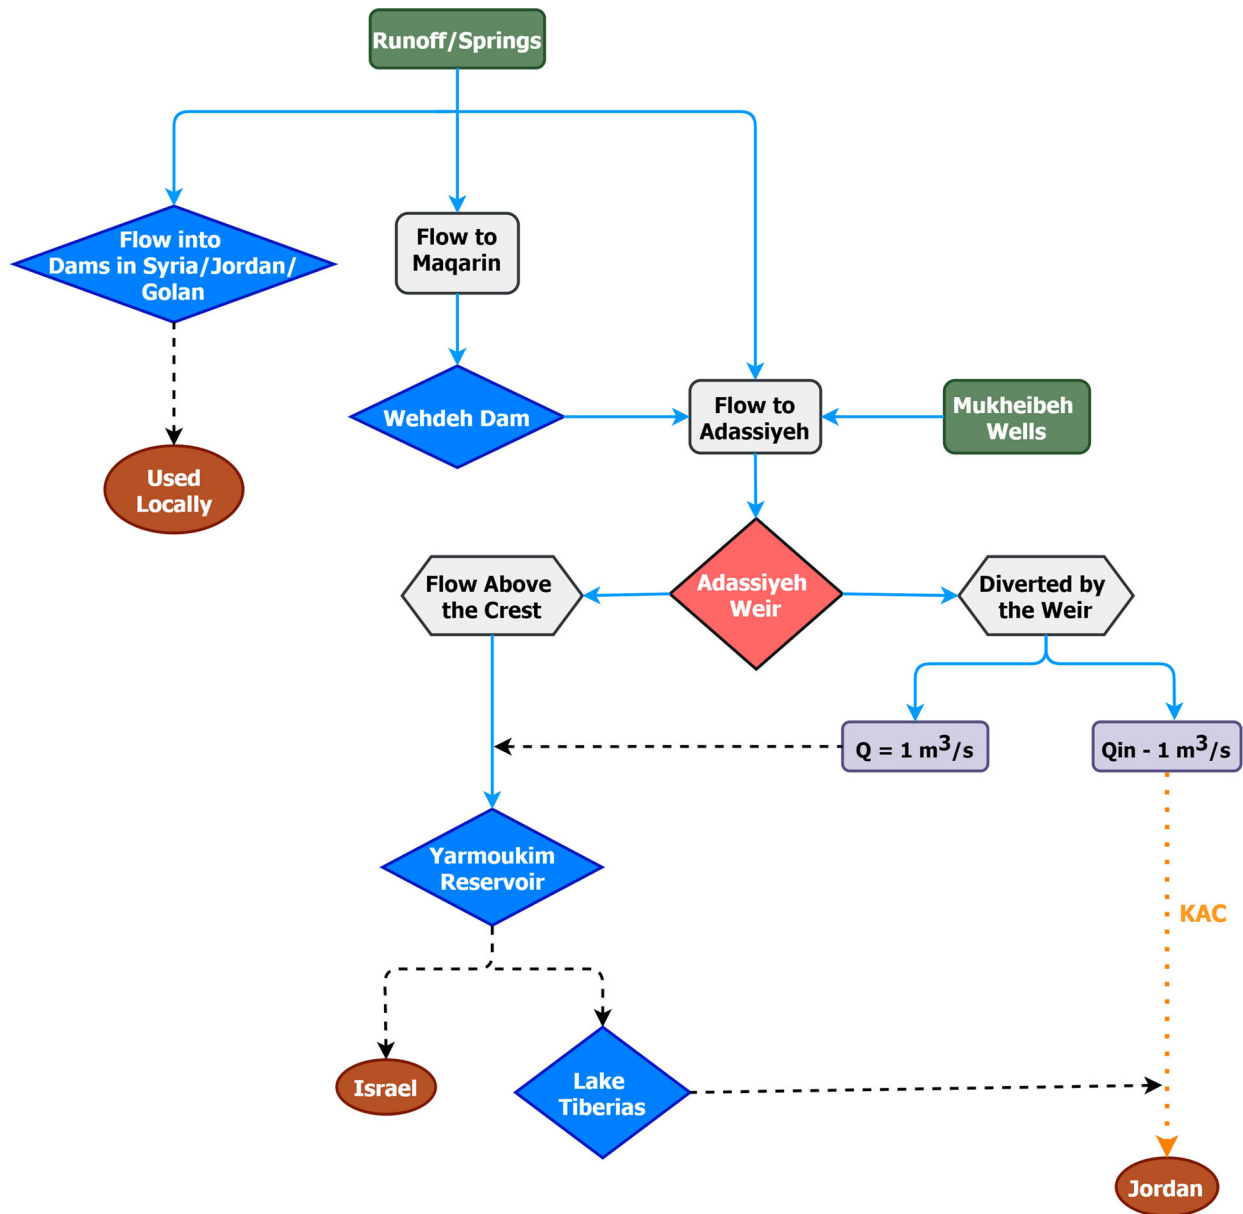 Runoff/Springs
Flow into
Dams in Syria/Jordan/
Golan
Flow to
Maqarin
Wehdeh Dam
Flow to
Adassiyeh
Mukheibeh
Wells
Used
Locally
Flow Above
the Crest
Adassiyeh
Weir
Diverted by
the Weir
Q = 1 m³/s
Qin - 1 m³/s
Yarmoukim
Reservoir
KAC
Israel
Lake
Tiberias
Jordan